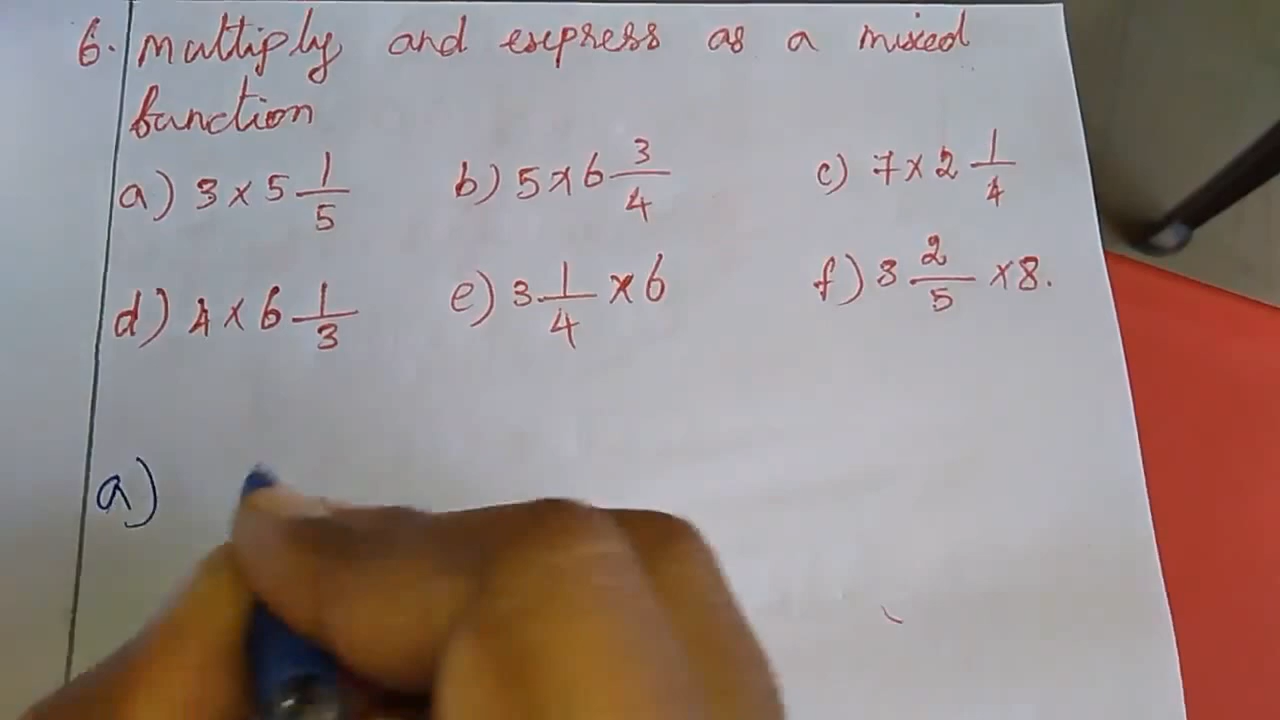 6. Multiply and express as a mixed
function
a) 3 × 5 1/5 b) 5 × 6 3/4 c) 7 × 2 1/4
d) 4 × 6 1/3 e) 3 1/4 × 6 f) 3 2/5 × 8.
a)